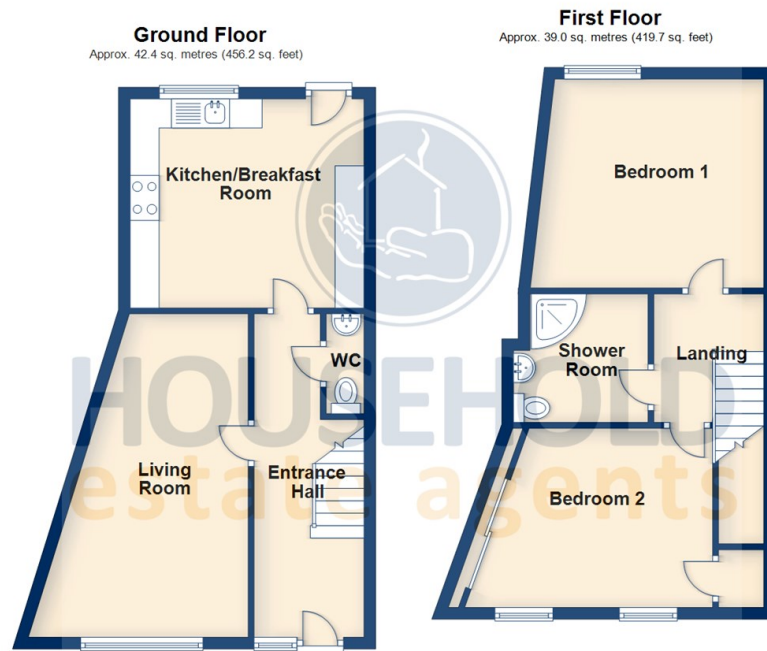 Ground Floor
Approx. 42.4 sq. metres (456.2 sq. feet)
Kitchen/Breakfast
Room
WC
Living
Room
Entrance
Hall
First Floor
Approx. 39.0 sq. metres (419.7 sq. feet)
Bedroom 1
Shower
Room
Landing
Bedroom 2
HOUSEHOLD
estate agents